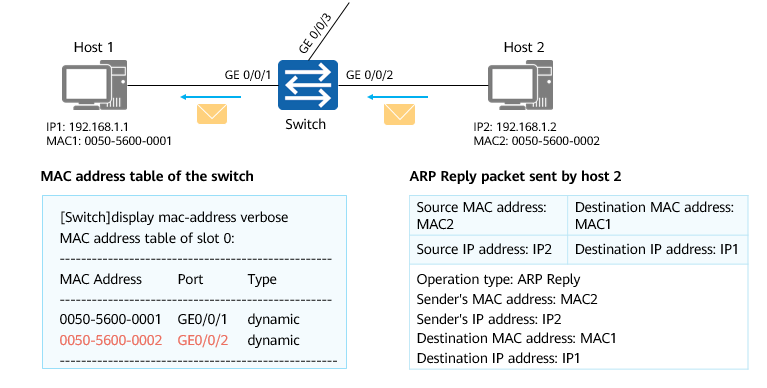 GE 0/0/3
Host 1
Host 2
GE 0/0/1
GE 0/0/2
Switch
IP1: 192.168.1.1
MAC1: 0050-5600-0001
IP2: 192.168.1.2
MAC2: 0050-5600-0002
MAC address table of the switch
[Switch]display mac-address verbose
MAC address table of slot 0:
---------------------------------------------------
MAC Address Port Type
---------------------------------------------------
0050-5600-0001 GE0/0/1 dynamic
0050-5600-0002 GE0/0/2 dynamic
----------------------------------------------------
ARP Reply packet sent by host 2
Source MAC address:
MAC2
Destination MAC address:
MAC1
Source IP address: IP2
Destination IP address: IP1
Operation type: ARP Reply
Sender's MAC address: MAC2
Sender's IP address: IP2
Destination MAC address: MAC1
Destination IP address: IP1